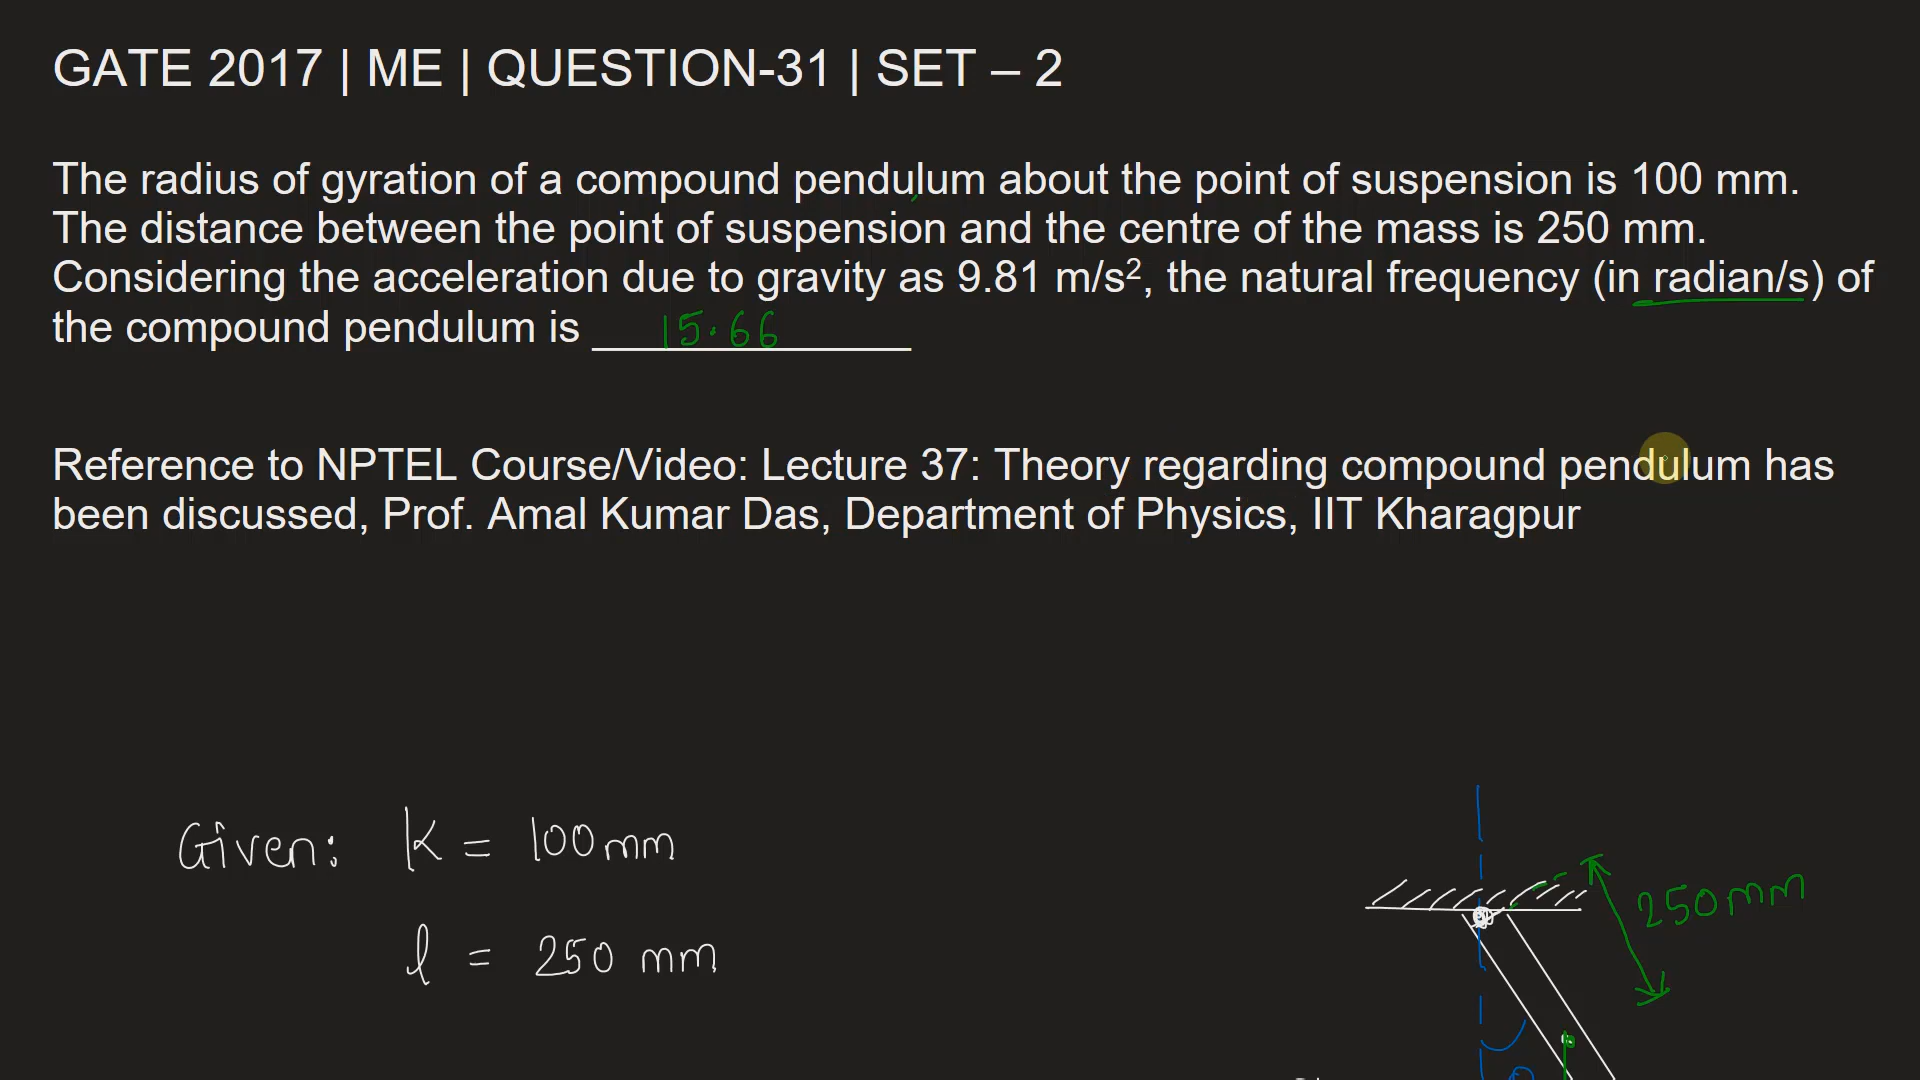 GATE 2017 | ME | QUESTION-31 | SET – 2
The radius of gyration of a compound pendulum about the point of suspension is 100 mm.
The distance between the point of suspension and the centre of the mass is 250 mm.
Considering the acceleration due to gravity as 9.81 m/s², the natural frequency (in radian/s) of
the compound pendulum is ______________ 15.66
Reference to NPTEL Course/Video: Lecture 37: Theory regarding compound pendulum has
been discussed, Prof. Amal Kumar Das, Department of Physics, IIT Kharagpur
Given: K = 100mm
l = 250 mm
250mm